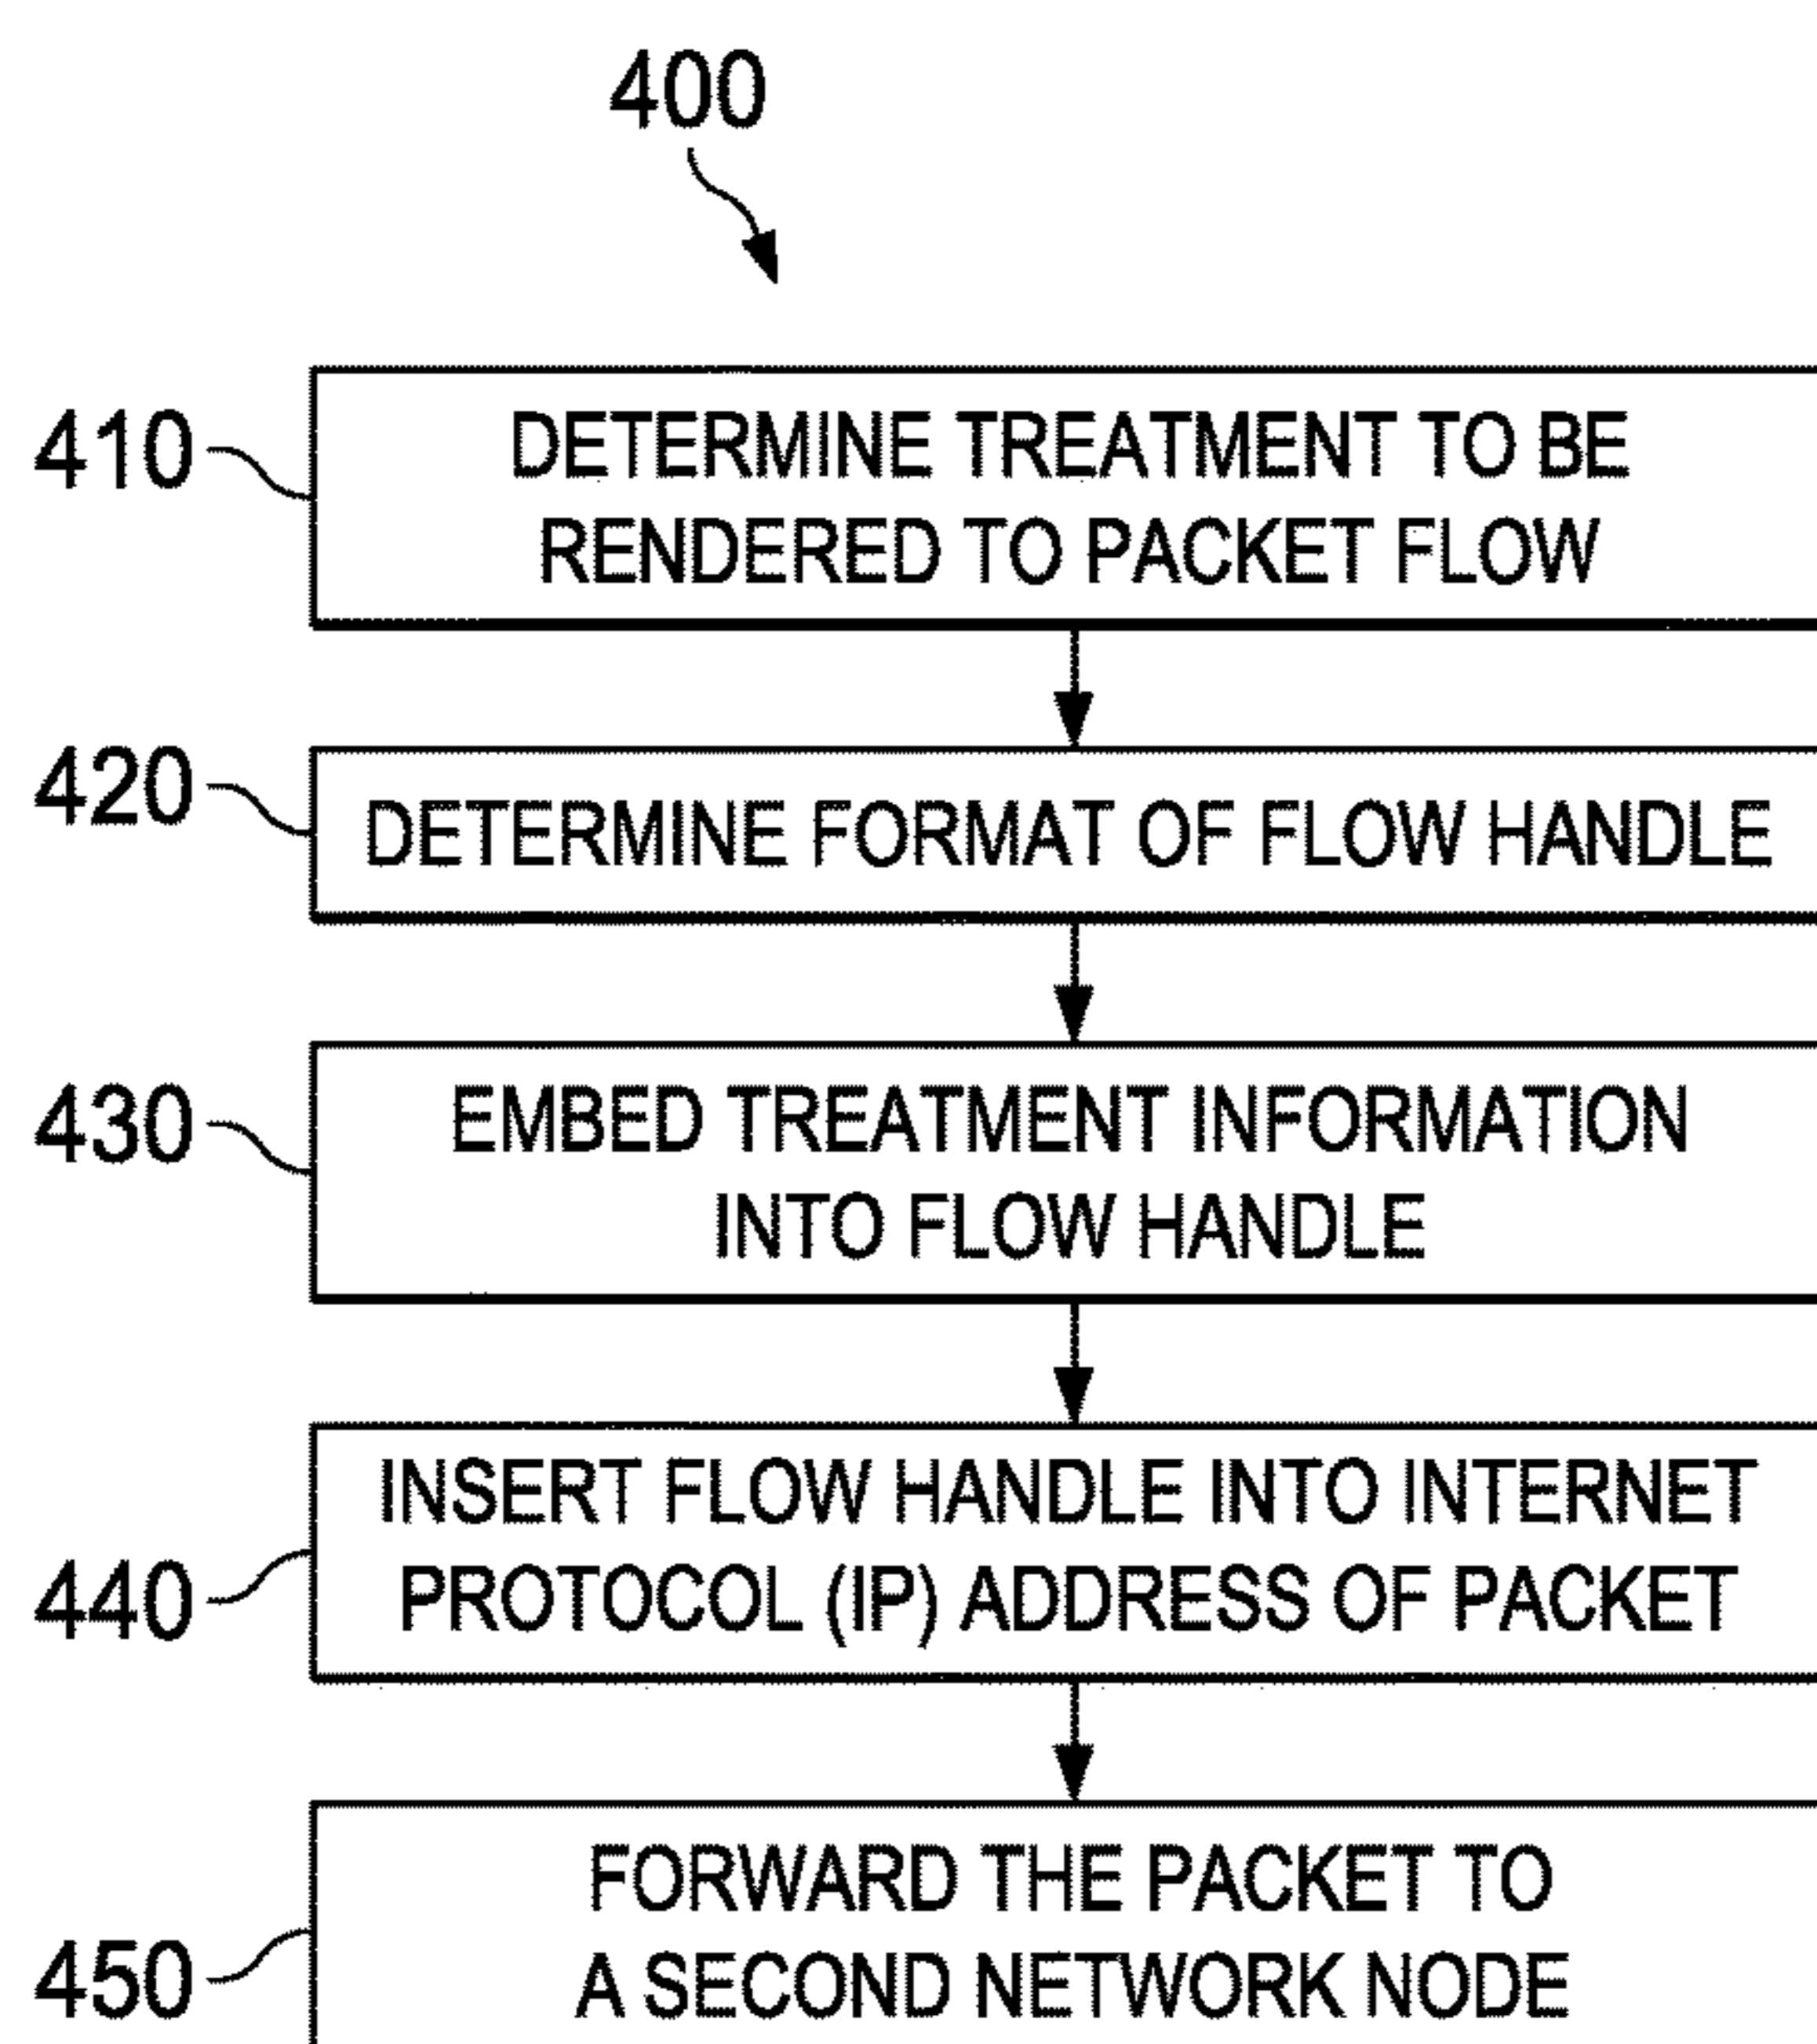 400
410
DETERMINE TREATMENT TO BE
RENDERED TO PACKET FLOW
420
DETERMINE FORMAT OF FLOW HANDLE
430
EMBED TREATMENT INFORMATION
INTO FLOW HANDLE
440
INSERT FLOW HANDLE INTO INTERNET
PROTOCOL (IP) ADDRESS OF PACKET
450
FORWARD THE PACKET TO
A SECOND NETWORK NODE